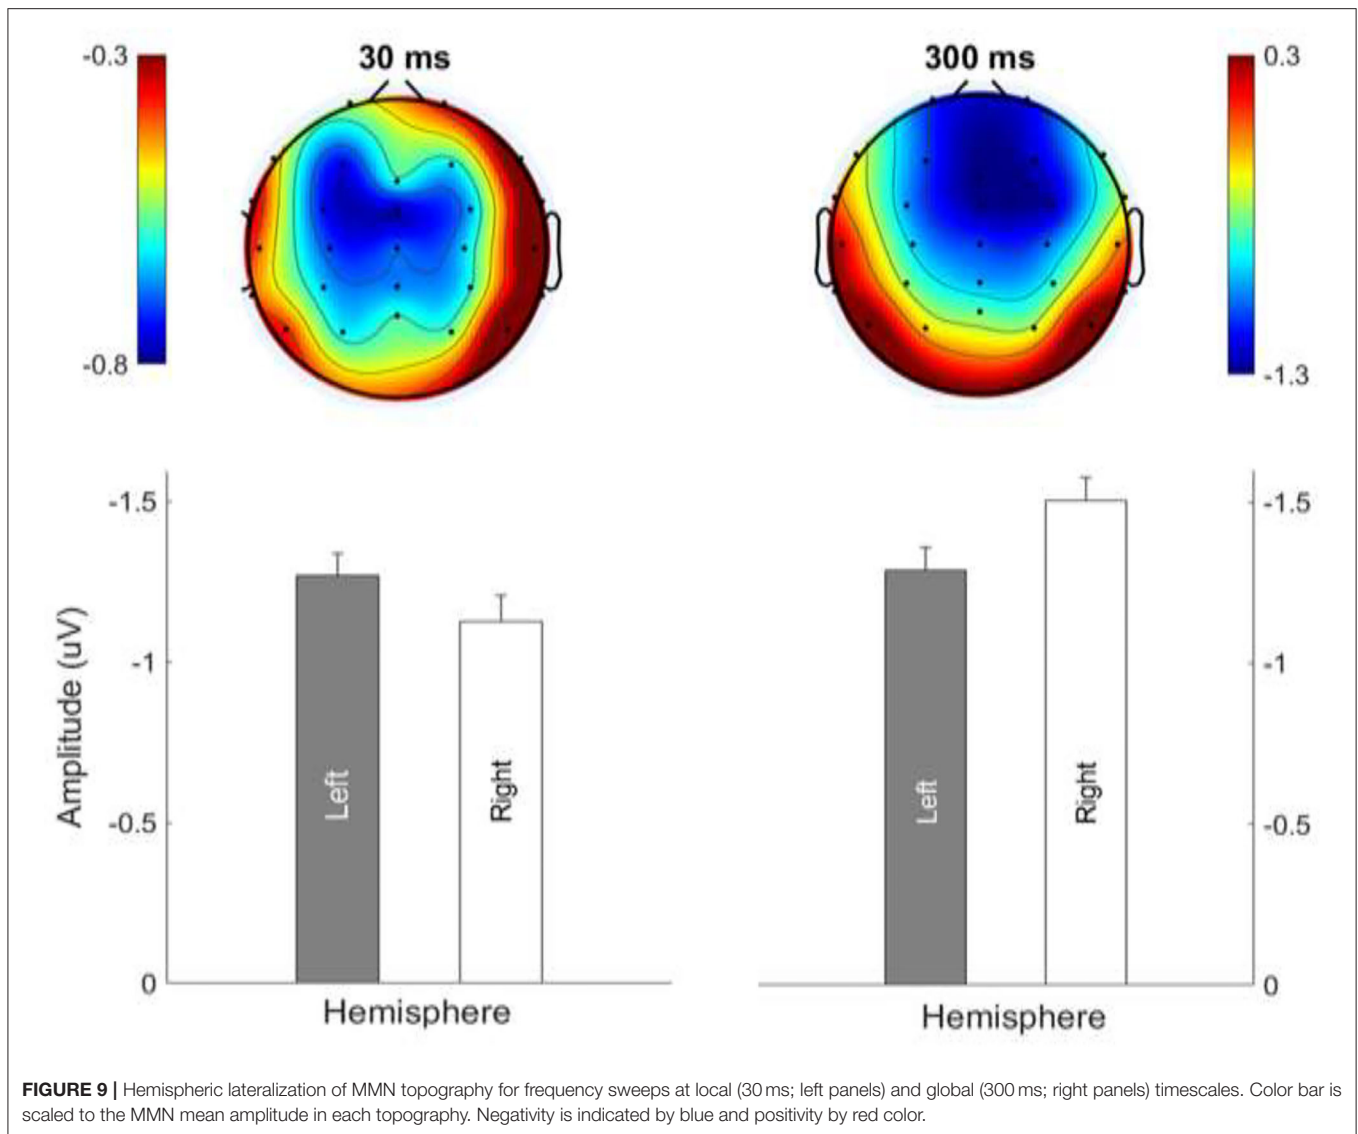 30 ms
300 ms
-0.3
-0.8
0.3
-1.3
-1.5
-1
-0.5
0
Amplitude (uV)
Left
Right
Hemisphere
Left
Right
-1.5
-1
-0.5
0
Hemisphere
FIGURE 9 | Hemispheric lateralization of MMN topography for frequency sweeps at local (30 ms; left panels) and global (300 ms; right panels) timescales. Color bar is
scaled to the MMN mean amplitude in each topography. Negativity is indicated by blue and positivity by red color.